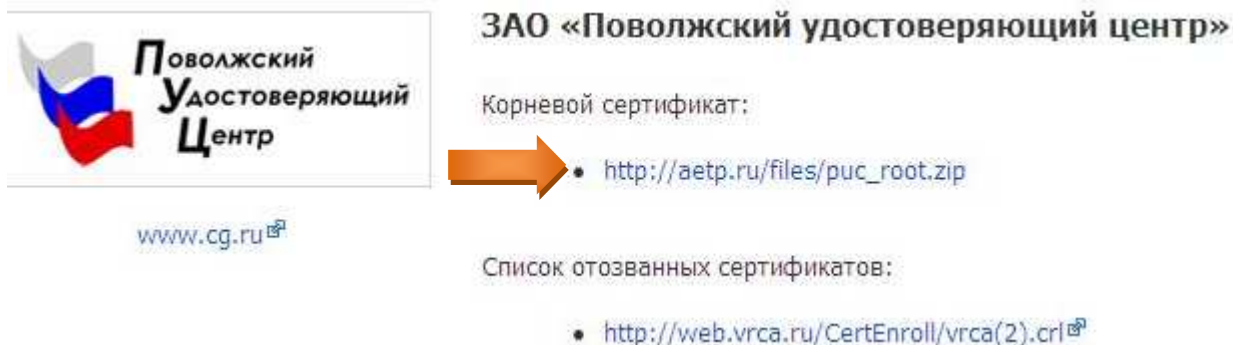 Поволжский
Удостоверяющий
Центр
www.cg.ru
ЗАО «Поволжский удостоверяющий центр»
Корневой сертификат:
• http://aetp.ru/files/puc_root.zip
Список отозванных сертификатов:
• http://web.vrca.ru/CertEnroll/vrca(2).crl